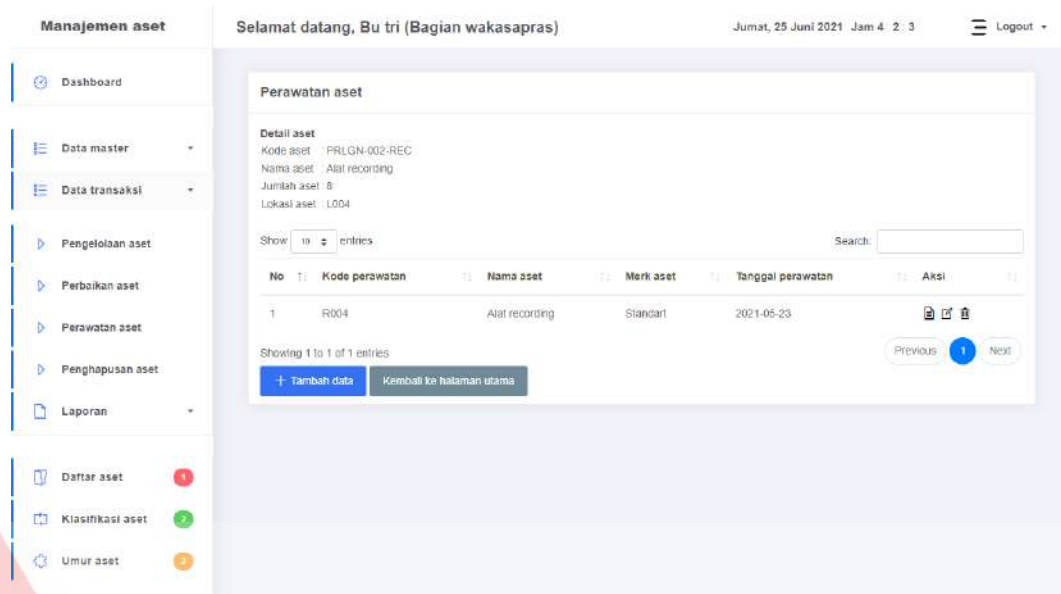 Manajemen aset
Selamat datang, Bu tri (Bagian wakasapras)
Jumat, 25 Juni 2021 Jam 4 : 2 : 3
Logout
Dashboard
Data master
Data transaksi
Pengelolaan aset
Perbaikan aset
Perawatan aset
Penghapusan aset
Laporan
Daftar aset 1
Klasifikasi aset 2
Umur aset
Perawatan aset
Detail aset
Kode aset : PRLGN-002-REC
Nama aset : Alat recording
Jumlah aset : 8
Lokasi aset : L004
Show 10 entries
Search:
No Kode perawatan Nama aset Merk aset Tanggal perawatan Aksi
1 R004 Alat recording Standart 2021-05-23
Showing 1 to 1 of 1 entries
Previous 1 Next
+ Tambah data Kembali ke halaman utama